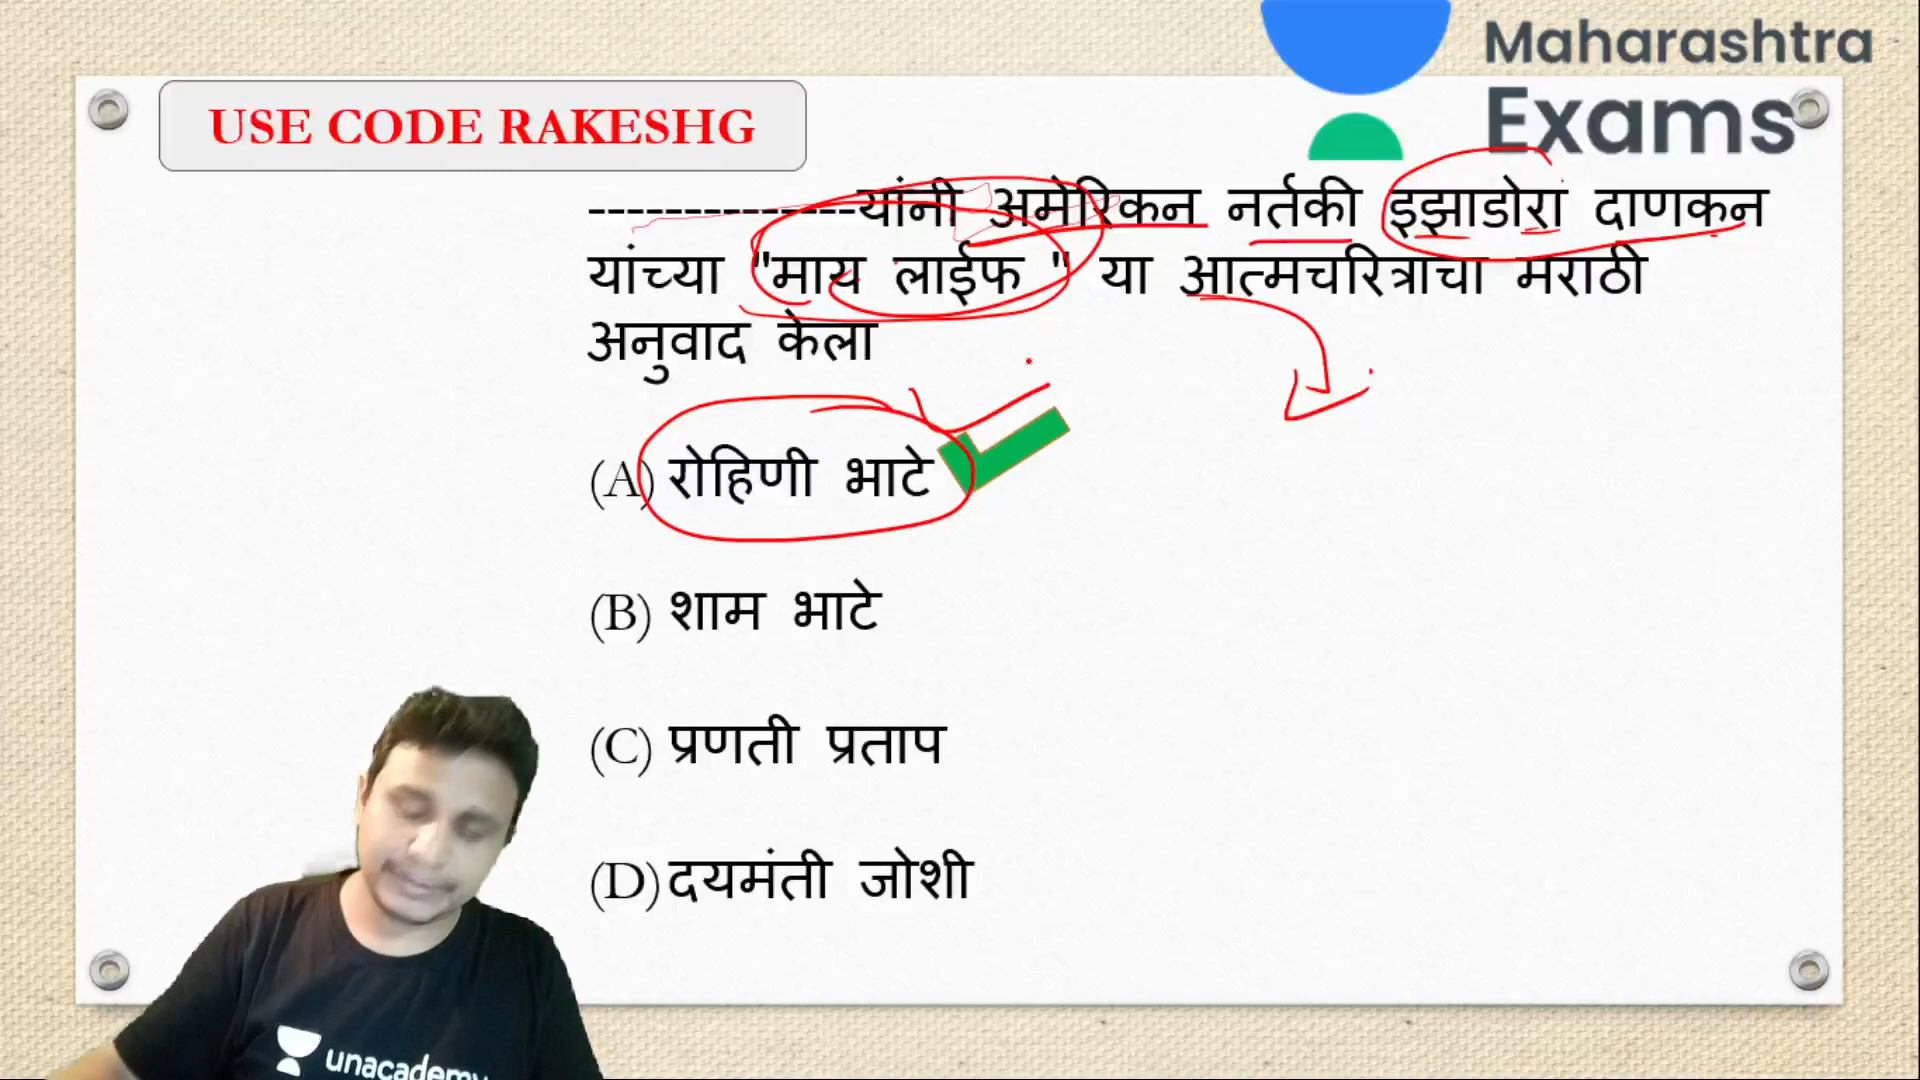 Maharashtra
Exams
USE CODE RAKESHG
--------------यांनी अमेरिकन नर्तकी इझाडोरा दाणकन
यांच्या "माय लाईफ " या आत्मचरित्राचा मराठी
अनुवाद केला
(A) रोहिणी भाटे
(B) शाम भाटे
(C) प्रणती प्रताप
(D) दयमंती जोशी
unacademy